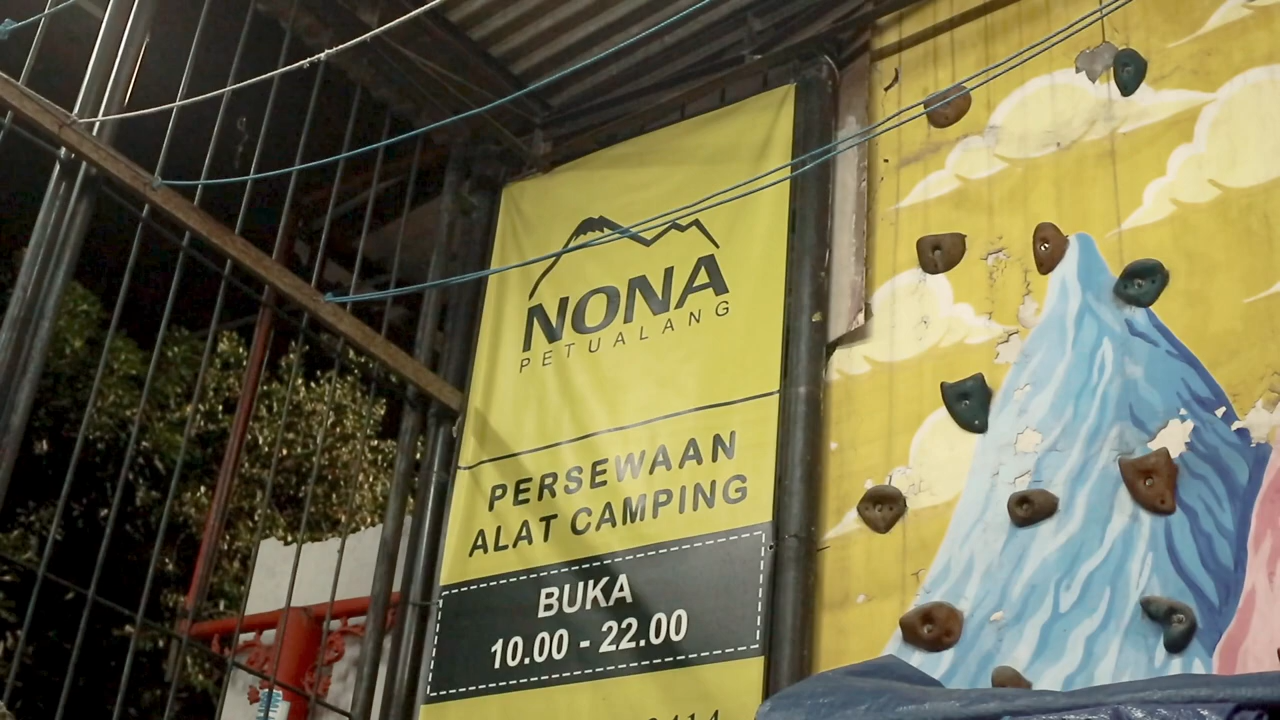 NONA
PETUALANG
PERSEWAAN
ALAT CAMPING
BUKA
10.00 - 22.00